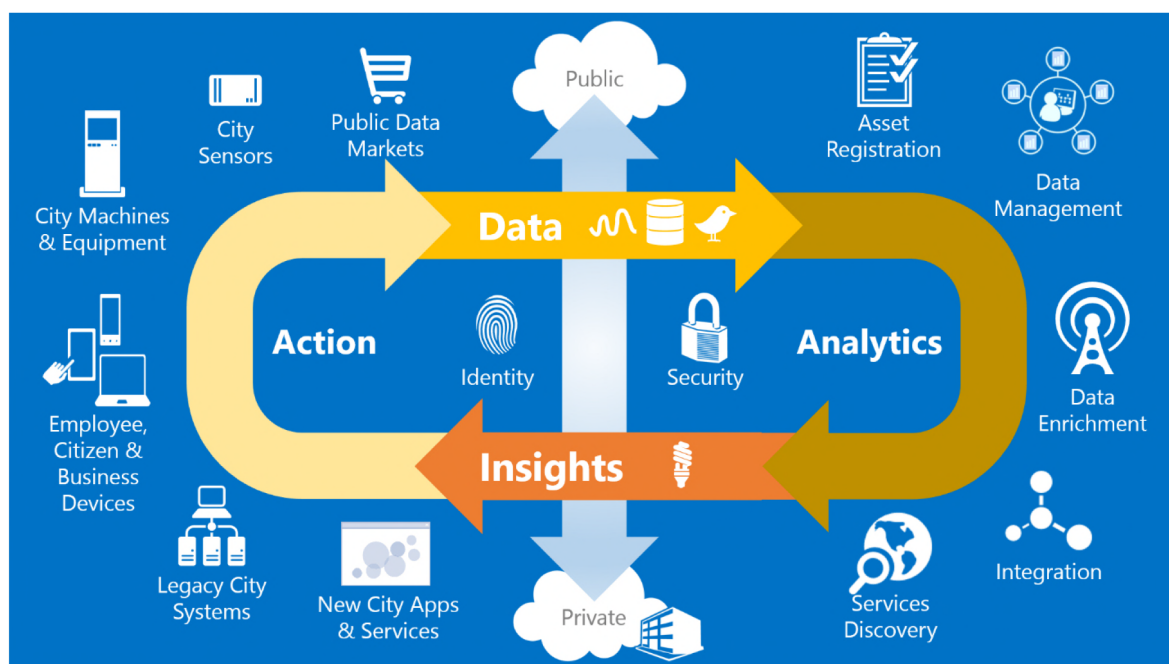 Public
City
Sensors
Public Data
Markets
Asset
Registration
Data
Management
City Machines
& Equipment
Data
Action
Identity
Security
Analytics
Employee,
Citizen &
Business
Devices
Data
Enrichment
Insights
Legacy City
Systems
New City Apps
& Services
Private
Services
Discovery
Integration